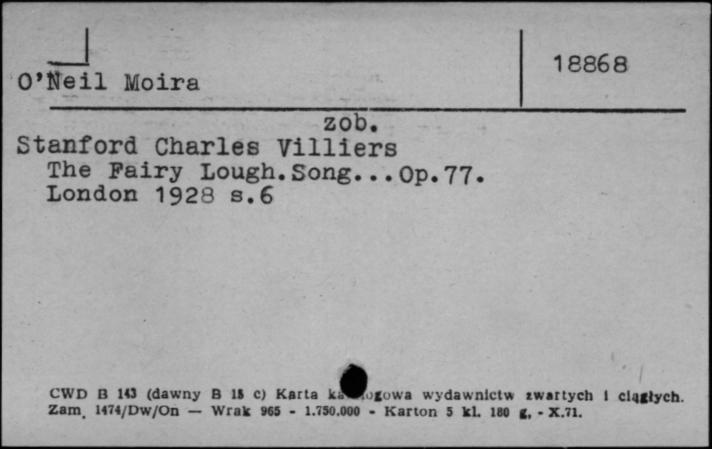 18868
O'Neil Moira
zob.
Stanford Charles Villiers
The Fairy Lough.Song...Op.77.
London 1928 s.6
CWD B 143 (dawny B 15 c) Karta wydawnictw zwartych i ciągłych.
Zam. 1474/Dw/On — Wrak 965 - 1.750.000 - Karton 5 kl. 180 g. - X.71.